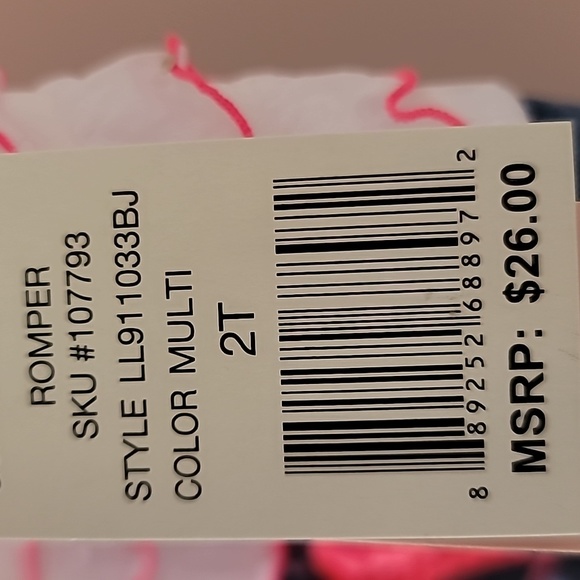 ROMPER
SKU #107793
STYLE LL911033BJ
COLOR MULTI
2T
8 89252 68897 2
MSRP: $26.00